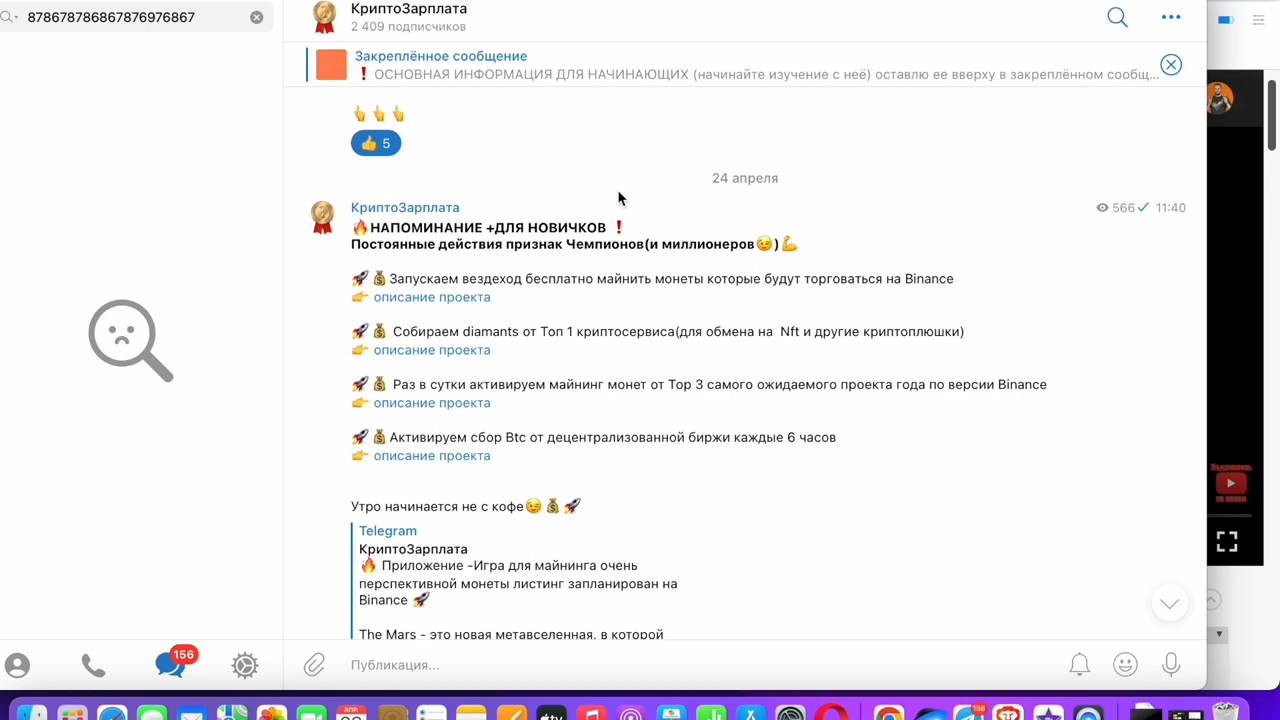 878678786867876976867
КриптоЗарплата
2 409 подписчиков
Закреплённое сообщение
❗ ОСНОВНАЯ ИНФОРМАЦИЯ ДЛЯ НАЧИНАЮЩИХ (начинайте изучение с неё) оставлю ее вверху в закреплённом сообщ...
👆👆👆
👍 5
24 апреля
КриптоЗарплата
566 11:40
🔥НАПОМИНАНИЕ +ДЛЯ НОВИЧКОВ ❗
Постоянные действия признак Чемпионов(и миллионеров😉)💪
🚀💰Запускаем вездеход бесплатно майнить монеты которые будут торговаться на Binance
👉 описание проекта
🚀💰 Собираем diamants от Топ 1 криптосервиса(для обмена на Nft и другие криптоплюшки)
👉 описание проекта
🚀💰 Раз в сутки активируем майнинг монет от Top 3 самого ожидаемого проекта года по версии Binance
👉 описание проекта
🚀💰Активируем сбор Btc от децентрализованной биржи каждые 6 часов
👉 описание проекта
Утро начинается не с кофе😉💰🚀
Telegram
КриптоЗарплата
🔥 Приложение -Игра для майнинга очень
перспективной монеты листинг запланирован на
Binance 🚀
The Mars - это новая метавселенная, в которой
156
Публикация...
АПР.
156